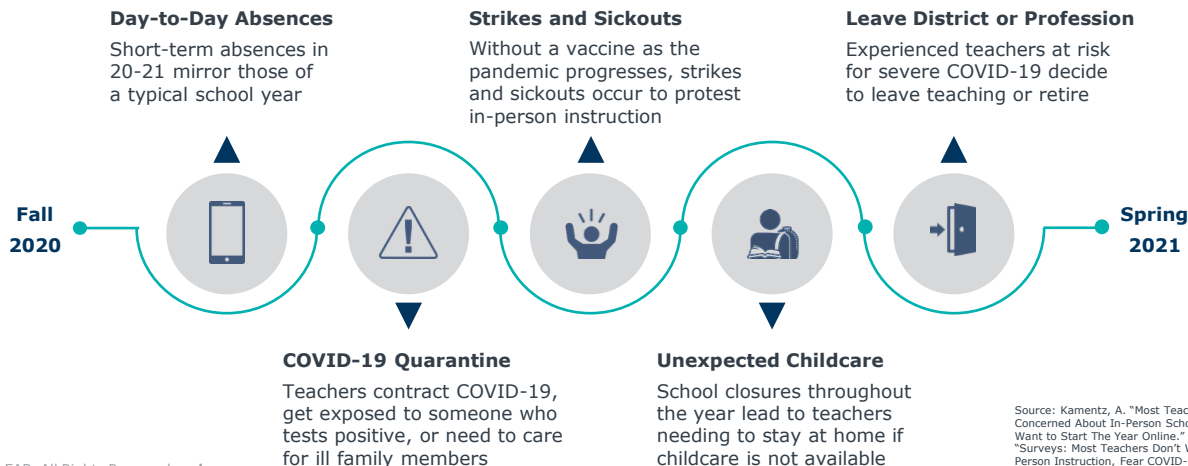 Day-to-Day Absences
Short-term absences in
20-21 mirror those of
a typical school year
Strikes and Sickouts
Without a vaccine as the
pandemic progresses, strikes
and sickouts occur to protest
in-person instruction
Leave District or Profession
Experienced teachers at risk
for severe COVID-19 decide
to leave teaching or retire
Fall
2020
Spring
2021
COVID-19 Quarantine
Teachers contract COVID-19,
get exposed to someone who
tests positive, or need to care
for ill family members
Unexpected Childcare
School closures throughout
the year lead to teachers
needing to stay at home if
childcare is not available
Source: Kamentz, A. “Most Teac
Concerned About In-Person Scho
Want to Start The Year Online.”
“Surveys: Most Teachers Don’t W
Person Instruction, Fear COVID-